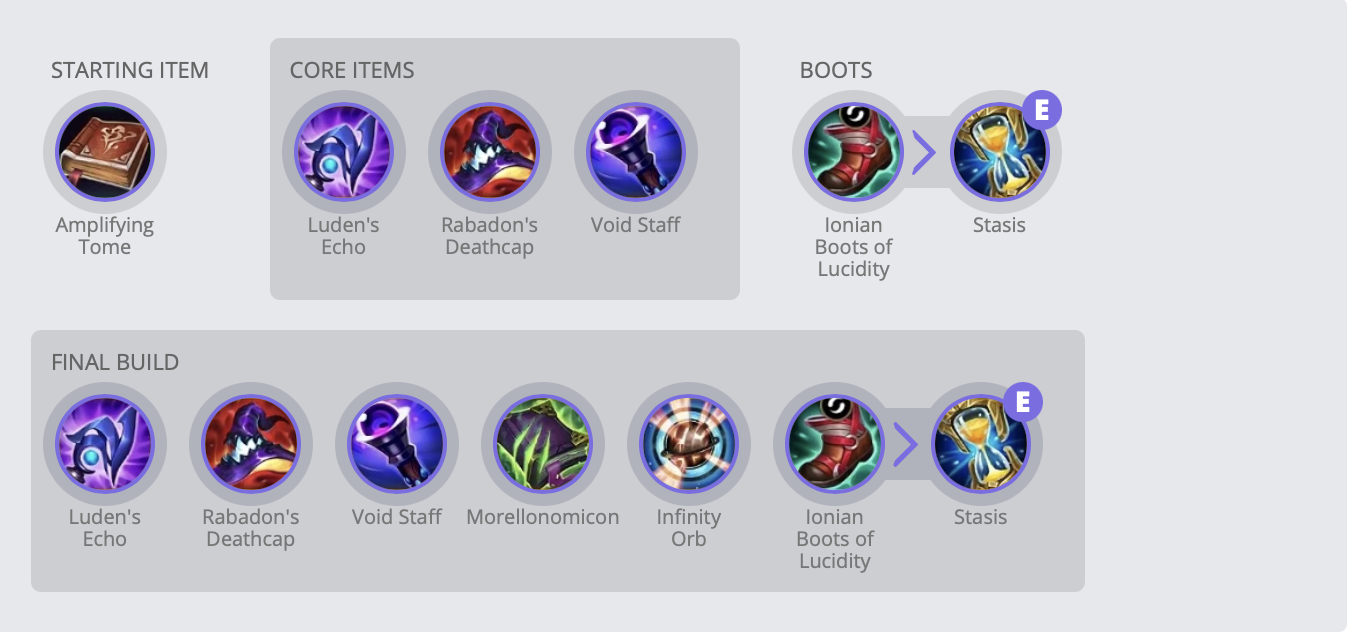 STARTING ITEM
Amplifying
Tome
CORE ITEMS
Luden's
Echo
Rabadon's
Deathcap
Void Staff
BOOTS
Ionian
Boots of
Lucidity
E
Stasis
FINAL BUILD
Luden's
Echo
Rabadon's
Deathcap
Void Staff
Morellonomicon
Infinity
Orb
Ionian
Boots of
Lucidity
E
Stasis